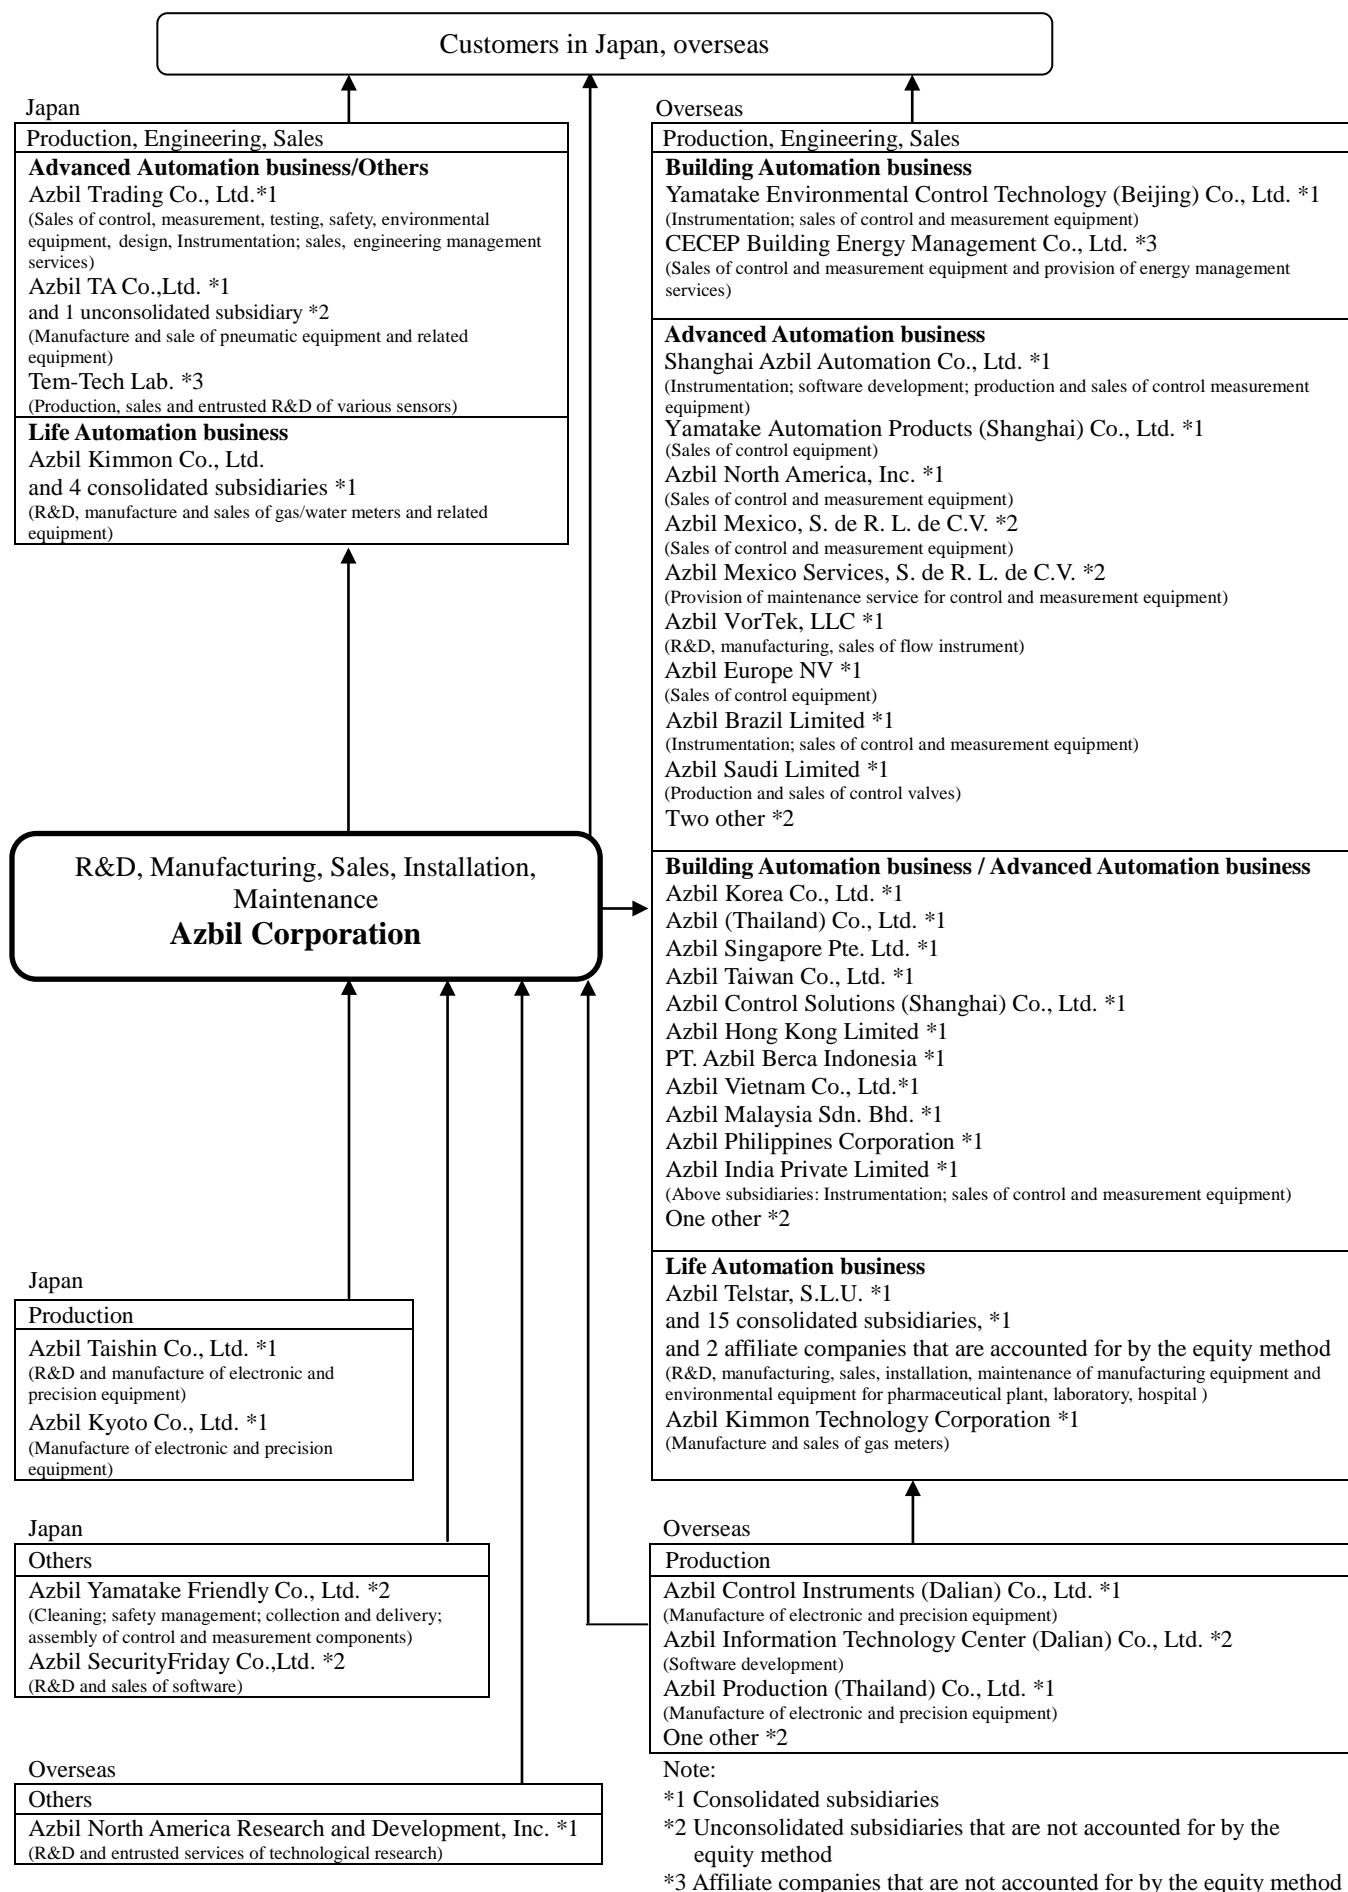 Customers in Japan, overseas
Japan
Production, Engineering, Sales
Advanced Automation business/Others
Azbil Trading Co., Ltd.*1
(Sales of control, measurement, testing, safety, environmental
equipment, design, Instrumentation; sales, engineering management
services)
Azbil TA Co.,Ltd. *1
and 1 unconsolidated subsidiary *2
(Manufacture and sale of pneumatic equipment and related
equipment)
Tem-Tech Lab. *3
(Production, sales and entrusted R&D of various sensors)
Life Automation business
Azbil Kimmon Co., Ltd.
and 4 consolidated subsidiaries *1
(R&D, manufacture and sales of gas/water meters and related
equipment)
R&D, Manufacturing, Sales, Installation,
Maintenance
Azbil Corporation
Japan
Production
Azbil Taishin Co., Ltd. *1
(R&D and manufacture of electronic and
precision equipment)
Azbil Kyoto Co., Ltd. *1
(Manufacture of electronic and precision
equipment)
Japan
Others
Azbil Yamatake Friendly Co., Ltd. *2
(Cleaning; safety management; collection and delivery;
assembly of control and measurement components)
Azbil SecurityFriday Co.,Ltd. *2
(R&D and sales of software)
Overseas
Others
Azbil North America Research and Development, Inc. *1
(R&D and entrusted services of technological research)
Overseas
Production, Engineering, Sales
Building Automation business
Yamatake Environmental Control Technology (Beijing) Co., Ltd. *1
(Instrumentation; sales of control and measurement equipment)
CECEP Building Energy Management Co., Ltd. *3
(Sales of control and measurement equipment and provision of energy management
services)
Advanced Automation business
Shanghai Azbil Automation Co., Ltd. *1
(Instrumentation; software development; production and sales of control measurement
equipment)
Yamatake Automation Products (Shanghai) Co., Ltd. *1
(Sales of control equipment)
Azbil North America, Inc. *1
(Sales of control and measurement equipment)
Azbil Mexico, S. de R. L. de C.V. *2
(Sales of control and measurement equipment)
Azbil Mexico Services, S. de R. L. de C.V. *2
(Provision of maintenance service for control and measurement equipment)
Azbil VorTek, LLC *1
(R&D, manufacturing, sales of flow instrument)
Azbil Europe NV *1
(Sales of control equipment)
Azbil Brazil Limited *1
(Instrumentation; sales of control and measurement equipment)
Azbil Saudi Limited *1
(Production and sales of control valves)
Two other *2
Building Automation business / Advanced Automation business
Azbil Korea Co., Ltd. *1
Azbil (Thailand) Co., Ltd. *1
Azbil Singapore Pte. Ltd. *1
Azbil Taiwan Co., Ltd. *1
Azbil Control Solutions (Shanghai) Co., Ltd. *1
Azbil Hong Kong Limited *1
PT. Azbil Berca Indonesia *1
Azbil Vietnam Co., Ltd.*1
Azbil Malaysia Sdn. Bhd. *1
Azbil Philippines Corporation *1
Azbil India Private Limited *1
(Above subsidiaries: Instrumentation; sales of control and measurement equipment)
One other *2
Life Automation business
Azbil Telstar, S.L.U. *1
and 15 consolidated subsidiaries, *1
and 2 affiliate companies that are accounted for by the equity method
(R&D, manufacturing, sales, installation, maintenance of manufacturing equipment and
environmental equipment for pharmaceutical plant, laboratory, hospital )
Azbil Kimmon Technology Corporation *1
(Manufacture and sales of gas meters)
Overseas
Production
Azbil Control Instruments (Dalian) Co., Ltd. *1
(Manufacture of electronic and precision equipment)
Azbil Information Technology Center (Dalian) Co., Ltd. *2
(Software development)
Azbil Production (Thailand) Co., Ltd. *1
(Manufacture of electronic and precision equipment)
One other *2
Note:
*1 Consolidated subsidiaries
*2 Unconsolidated subsidiaries that are not accounted for by the
equity method
*3 Affiliate companies that are not accounted for by the equity method